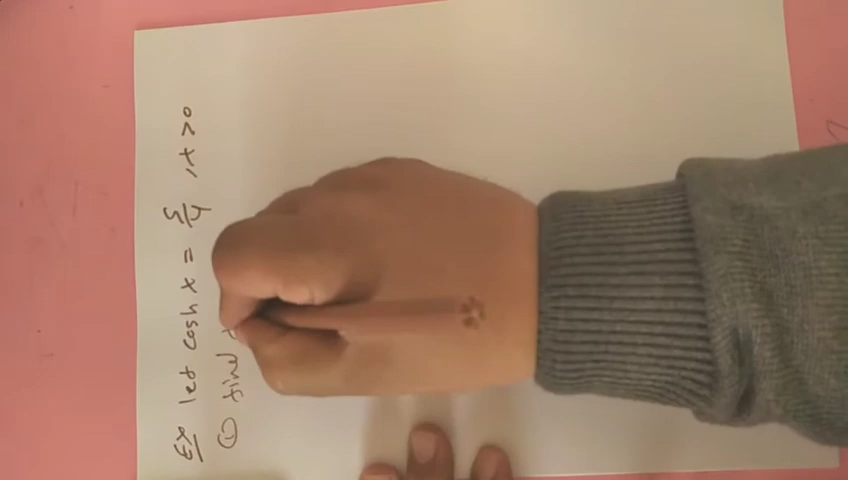 Ex let cosh x = 5/4 , x > 0
① find